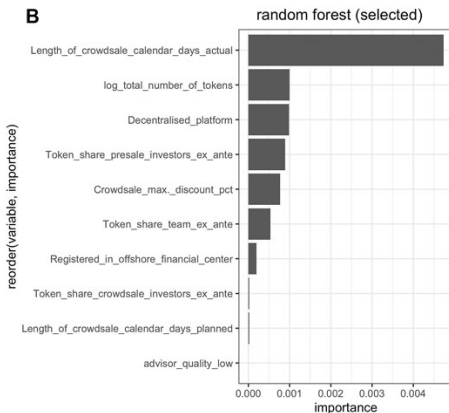 B
random forest (selected)
reorder(variable, importance)
Length_of_crowdsale_calendar_days_actual
log_total_number_of_tokens
Decentralised_platform
Token_share_presale_investors_ex_ante
Crowdsale_max._discount_pct
Token_share_team_ex_ante
Registered_in_offshore_financial_center
Token_share_crowdsale_investors_ex_ante
Length_of_crowdsale_calendar_days_planned
advisor_quality_low
0.000 0.001 0.002 0.003 0.004
importance